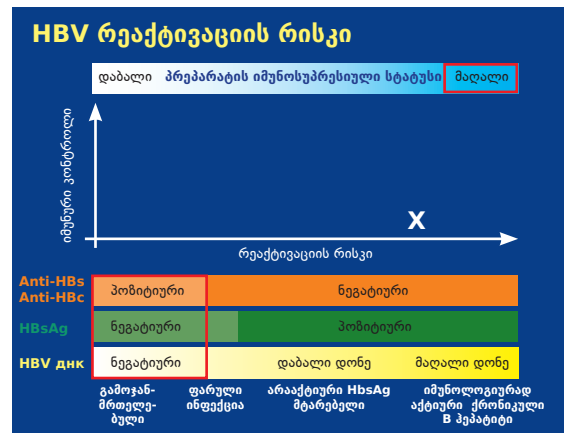 HBV რეაქტივაციის რისკი
დაბალი პრეპარატის იმუნოსუპრესიული სტატუსი მაღალი
იმუნური კონტროლი
X
რეაქტივაციის რისკი
Anti-HBs
Anti-HBc
პოზიტიური ნეგატიური
HBsAg ნეგატიური პოზიტიური
HBV днк ნეგატიური დაბალი დონე მაღალი დონე
გამოჯან-
მრთელე-
ბული
ფარული
ინფექცია
არააქტიური HbsAg
მტარებელი
იმუნოლოგიურად
აქტიური ქრონიკული
B ჰეპატიტი